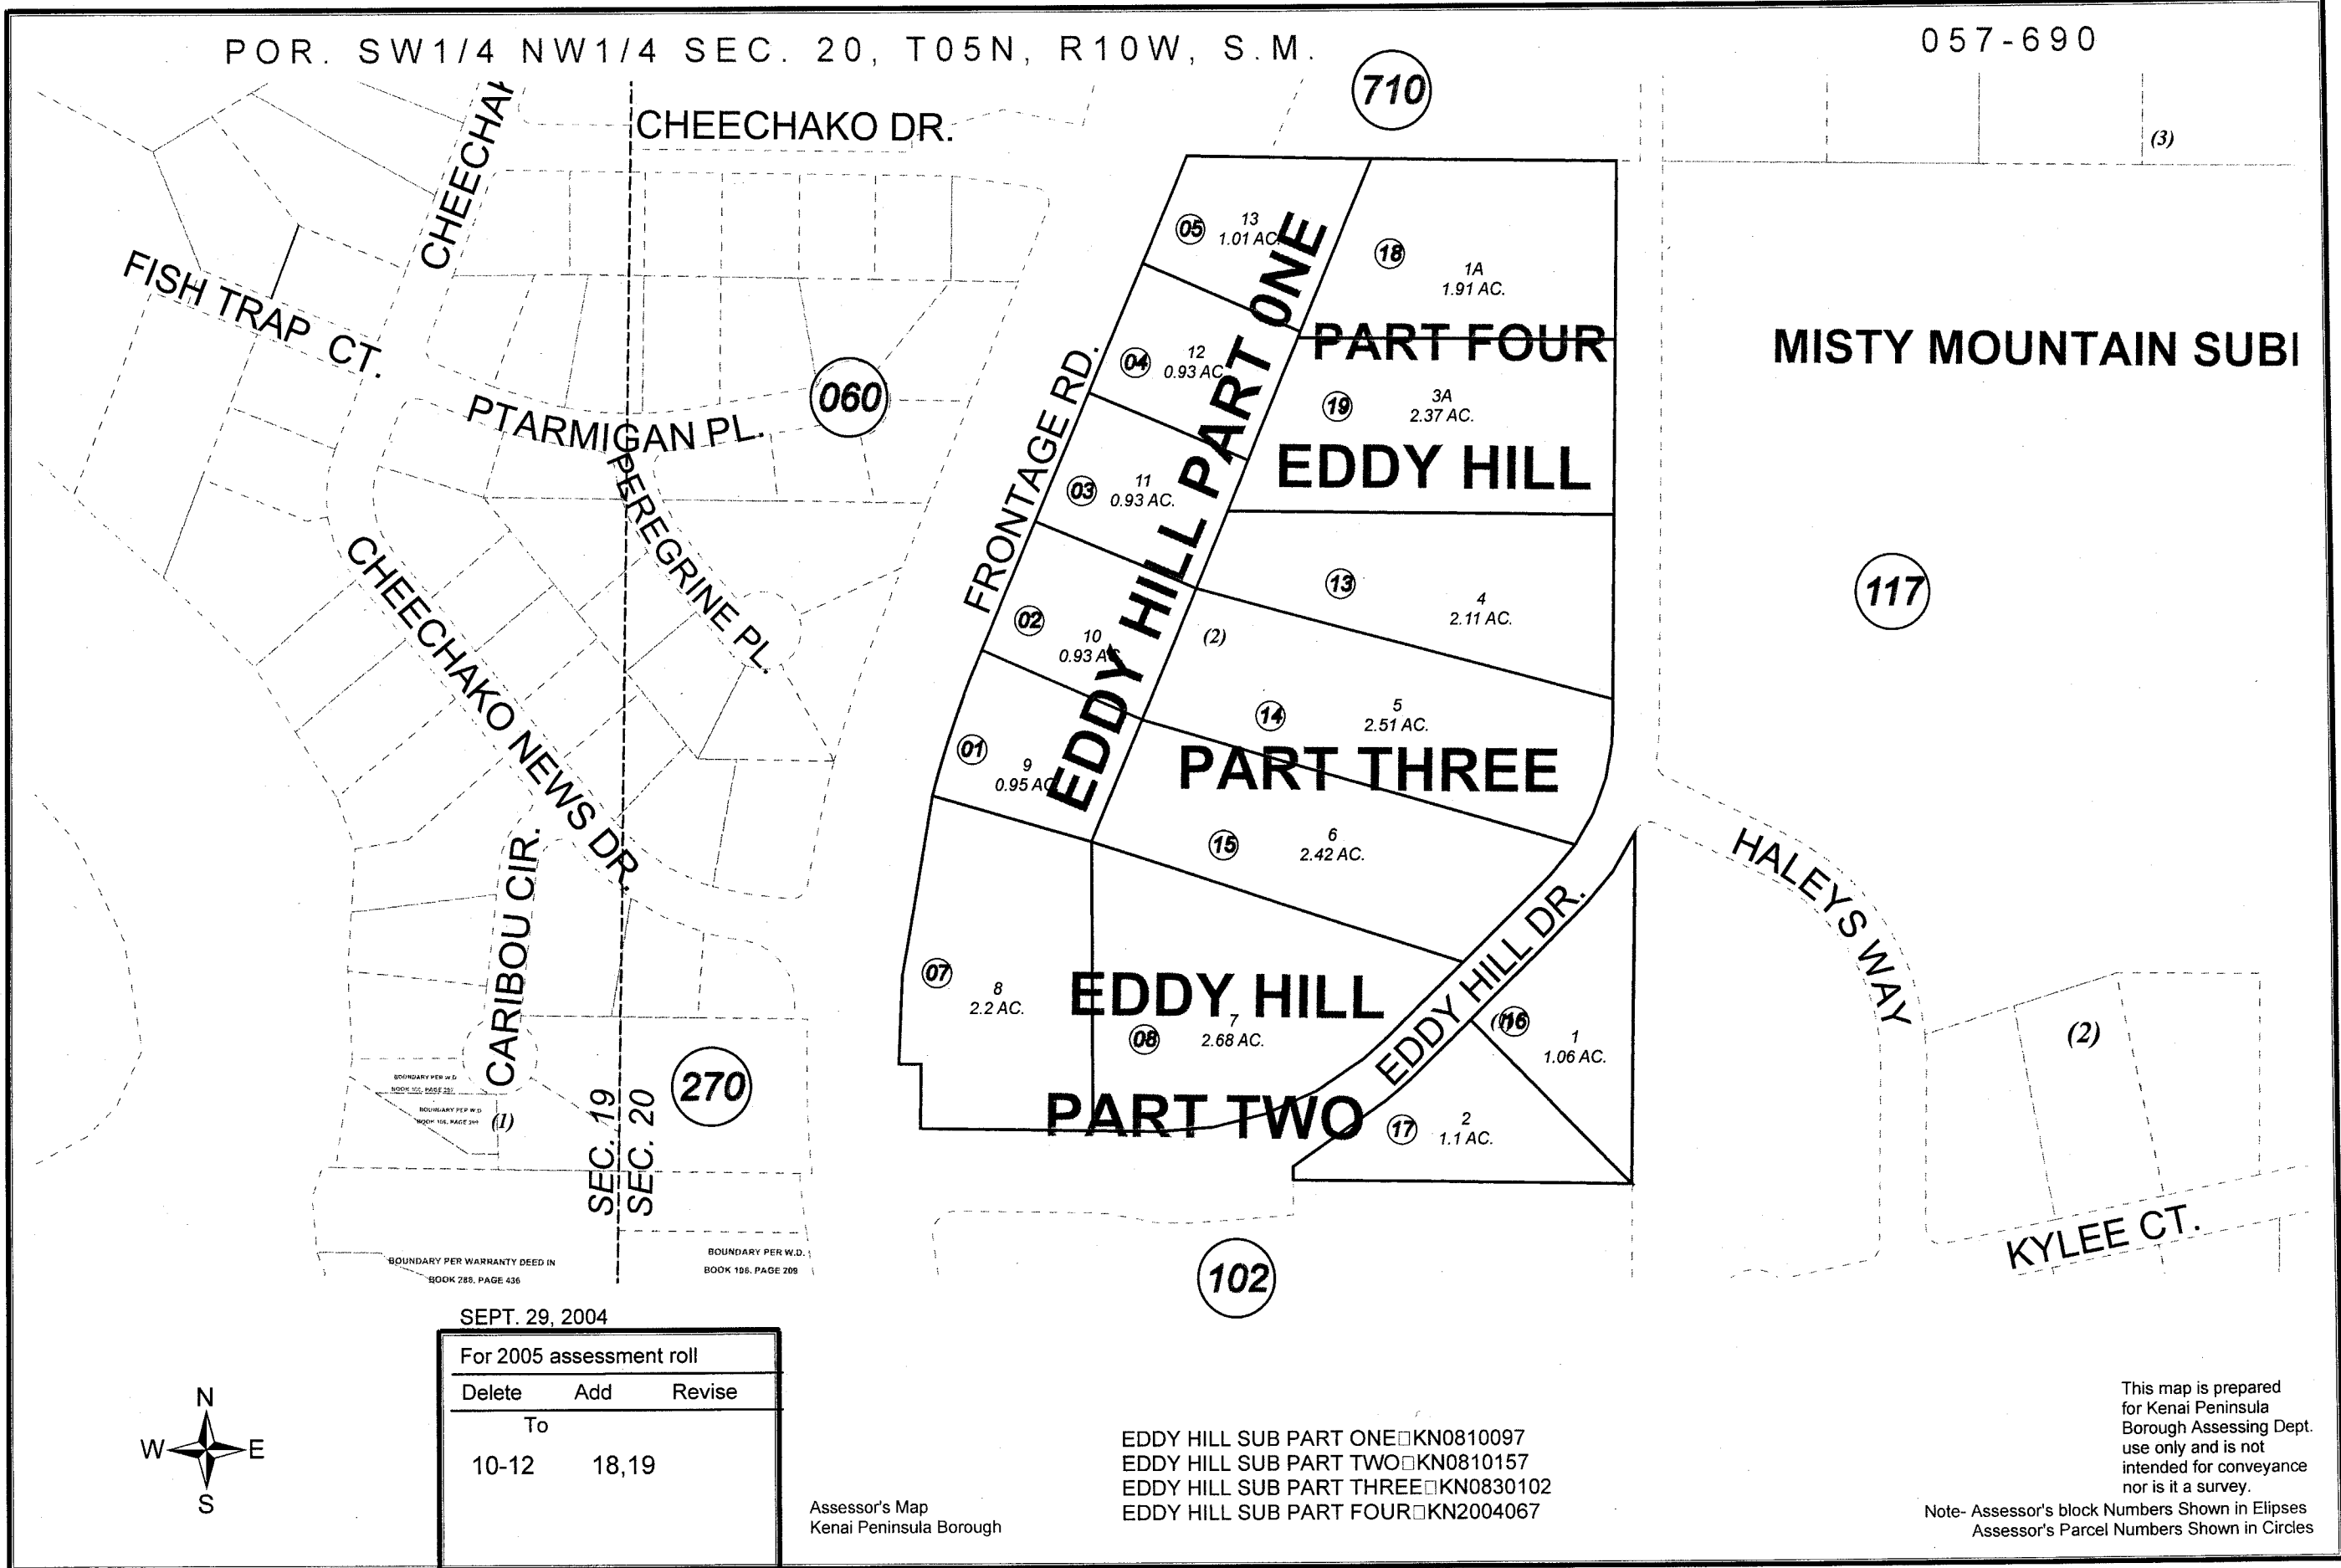 POR. SW1/4 NW1/4 SEC. 20, T05N, R10W, S.M.
057-690
710
CHEECHAKO DR.
(3)
FISH TRAP CT.
PTARMIGAN PL.
060
PEREGRINE PL.
CHEECHAKO NEWS DR.
CARIBOU CIR.
FRONTAGE RD.
EDDY HILL PART ONE
05
13
1.01 AC.
04
12
0.93 AC
03
11
0.93 AC.
02
10
0.93 AC
01
9
0.95 AC
18
1A
1.91 AC.
PART FOUR
19
3A
2.37 AC.
EDDY HILL
13
4
2.11 AC.
(2)
14
5
2.51 AC.
PART THREE
15
6
2.42 AC.
07
8
2.2 AC.
EDDY HILL
08
7
2.68 AC.
PART TWO
EDDY HILL DR.
16
1
1.06 AC.
17
2
1.1 AC.
MISTY MOUNTAIN SUBI
117
HALEYS WAY
(2)
KYLEE CT.
102
270
SEC. 19
SEC. 20
BOUNDARY PER W.D.
BOUNDARY PER W.D.
(1)
BOUNDARY PER WARRANTY DEED IN
BOOK 288, PAGE 436
BOUNDARY PER W.D.
BOOK 106, PAGE 209
SEPT. 29, 2004
For 2005 assessment roll
Delete Add Revise
To
10-12 18,19
N
W E
S
Assessor's Map
Kenai Peninsula Borough
EDDY HILL SUB PART ONE□KN0810097
EDDY HILL SUB PART TWO□KN0810157
EDDY HILL SUB PART THREE□KN0830102
EDDY HILL SUB PART FOUR□KN2004067
This map is prepared
for Kenai Peninsula
Borough Assessing Dept.
use only and is not
intended for conveyance
nor is it a survey.
Note- Assessor's block Numbers Shown in Elipses
Assessor's Parcel Numbers Shown in Circles